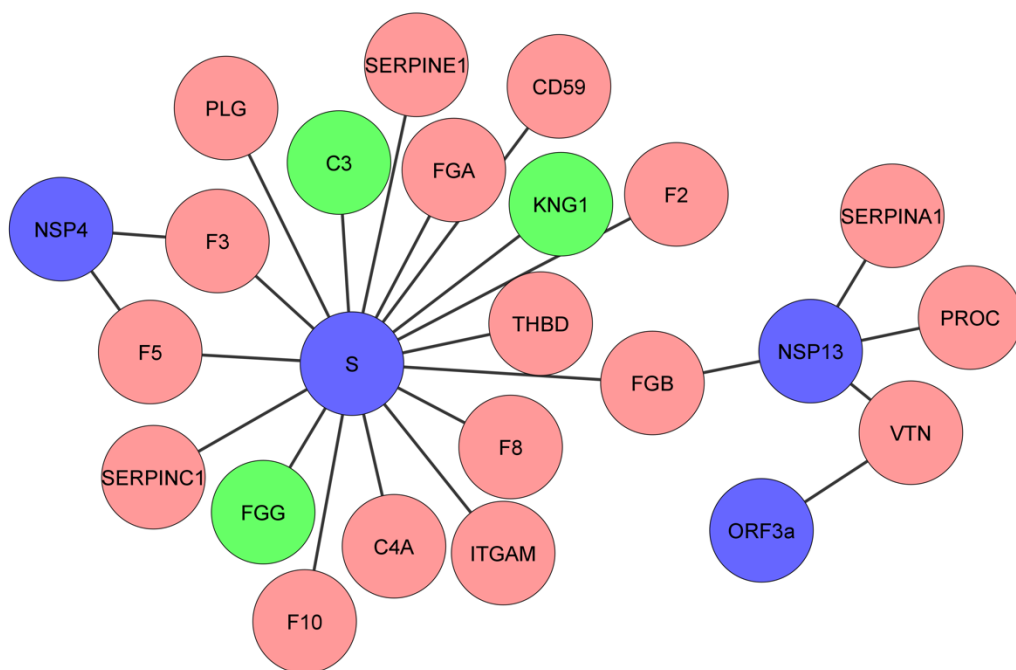 SERPINE1
CD59
PLG
C3
FGA
KNG1
F2
NSP4
F3
SERPINA1
THBD
PROC
F5
S
NSP13
FGB
VTN
F8
SERPINC1
FGG
C4A
ITGAM
ORF3a
F10